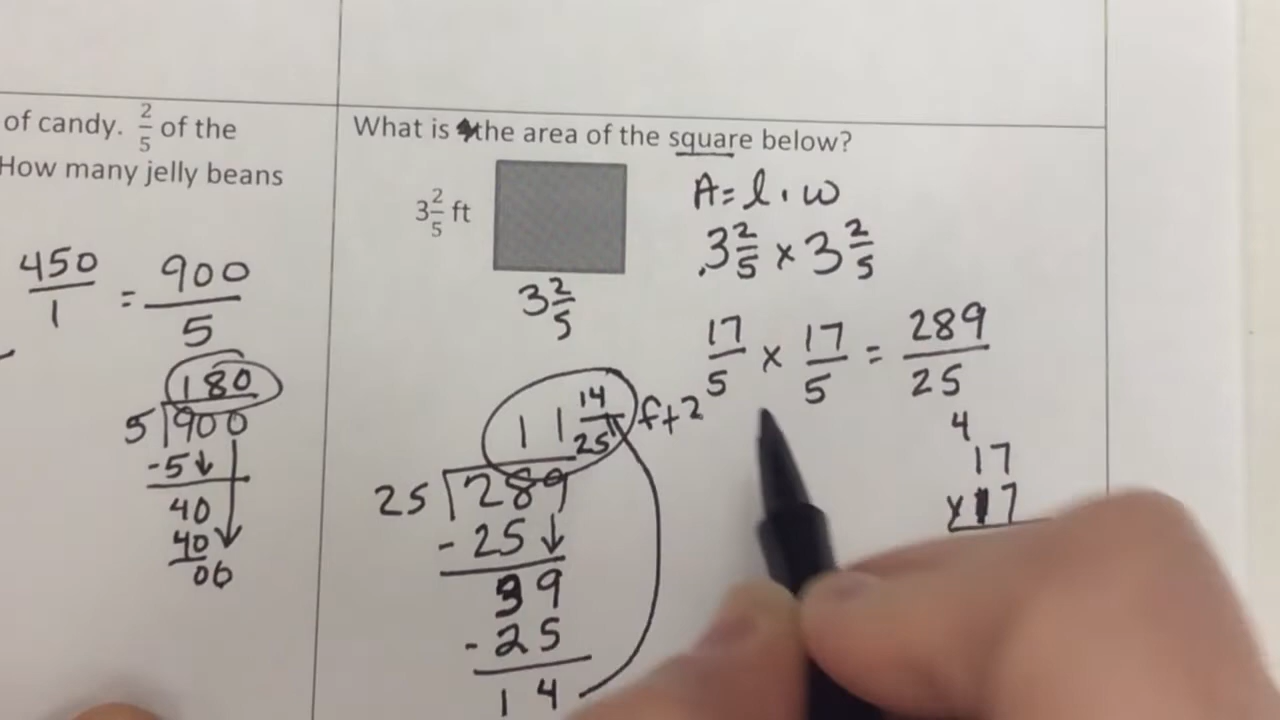 of candy. 2/5 of the
How many jelly beans
450/1 = 900/5
180
5 900
-5
40
40
00
What is the area of the square below?
3 2/5 ft
3 2/5
A = l · w
3 2/5 × 3 2/5
17/5 × 17/5 = 289/25
11 14/25 ft2
25 289
- 25
39
- 25
14
4
17
×17